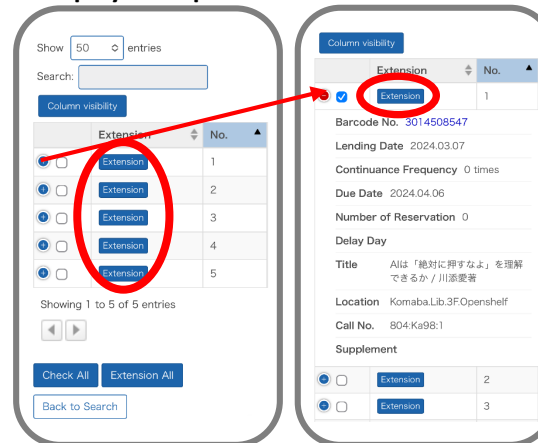 Show 50 entries
Search:
Column visibility
Extension No.
Extension 1
Extension 2
Extension 3
Extension 4
Extension 5
Showing 1 to 5 of 5 entries
Check All Extension All
Back to Search
Column visibility
Extension No.
Extension 1
Barcode No. 3014508547
Lending Date 2024.03.07
Continuance Frequency 0 times
Due Date 2024.04.06
Number of Reservation 0
Delay Day
Title AIは「絶対に押すなよ」を理解
できるか / 川添愛著
Location Komaba.Lib.3F.Openshelf
Call No. 804:Ka98:1
Supplement
Extension 2
Extension 3